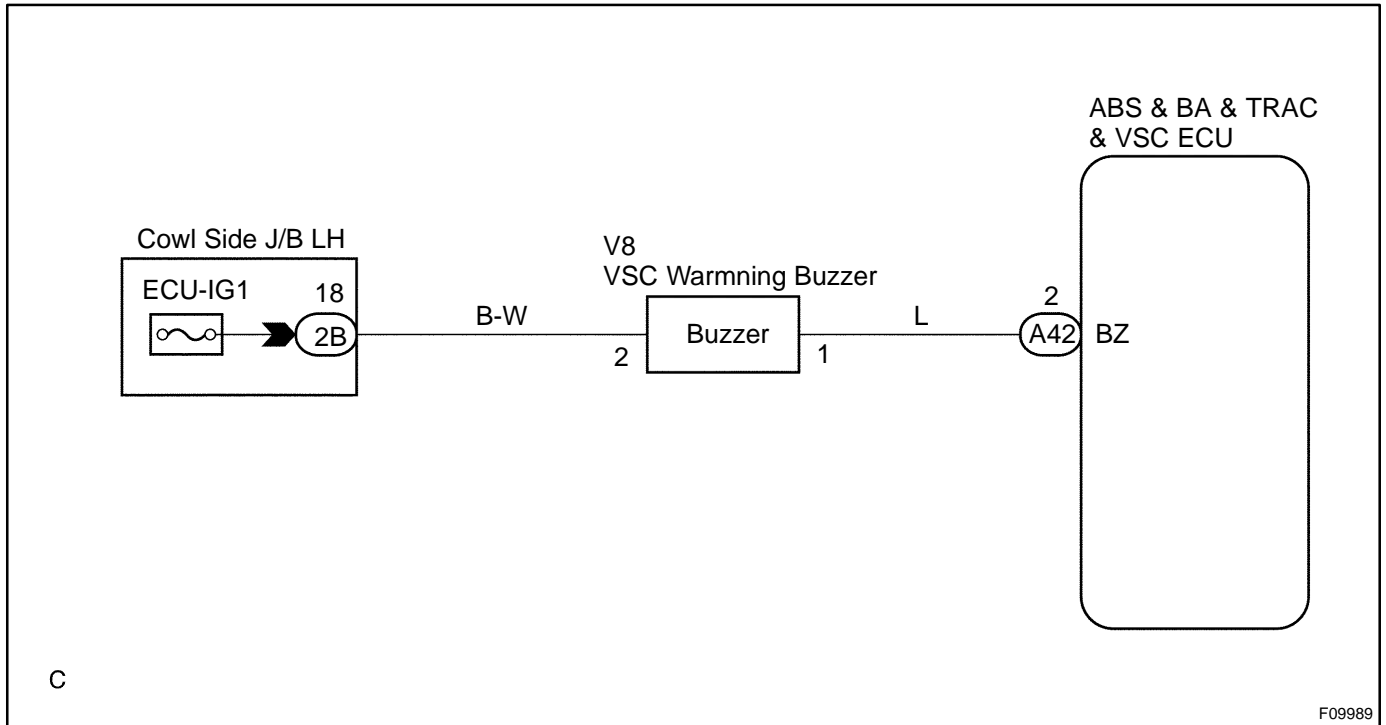 ABS & BA & TRAC
& VSC ECU
Cowl Side J/B LH
ECU-IG1
18
2B
B-W
V8
VSC Warmning Buzzer
Buzzer
2
1
L
2
A42
BZ
C
F09989